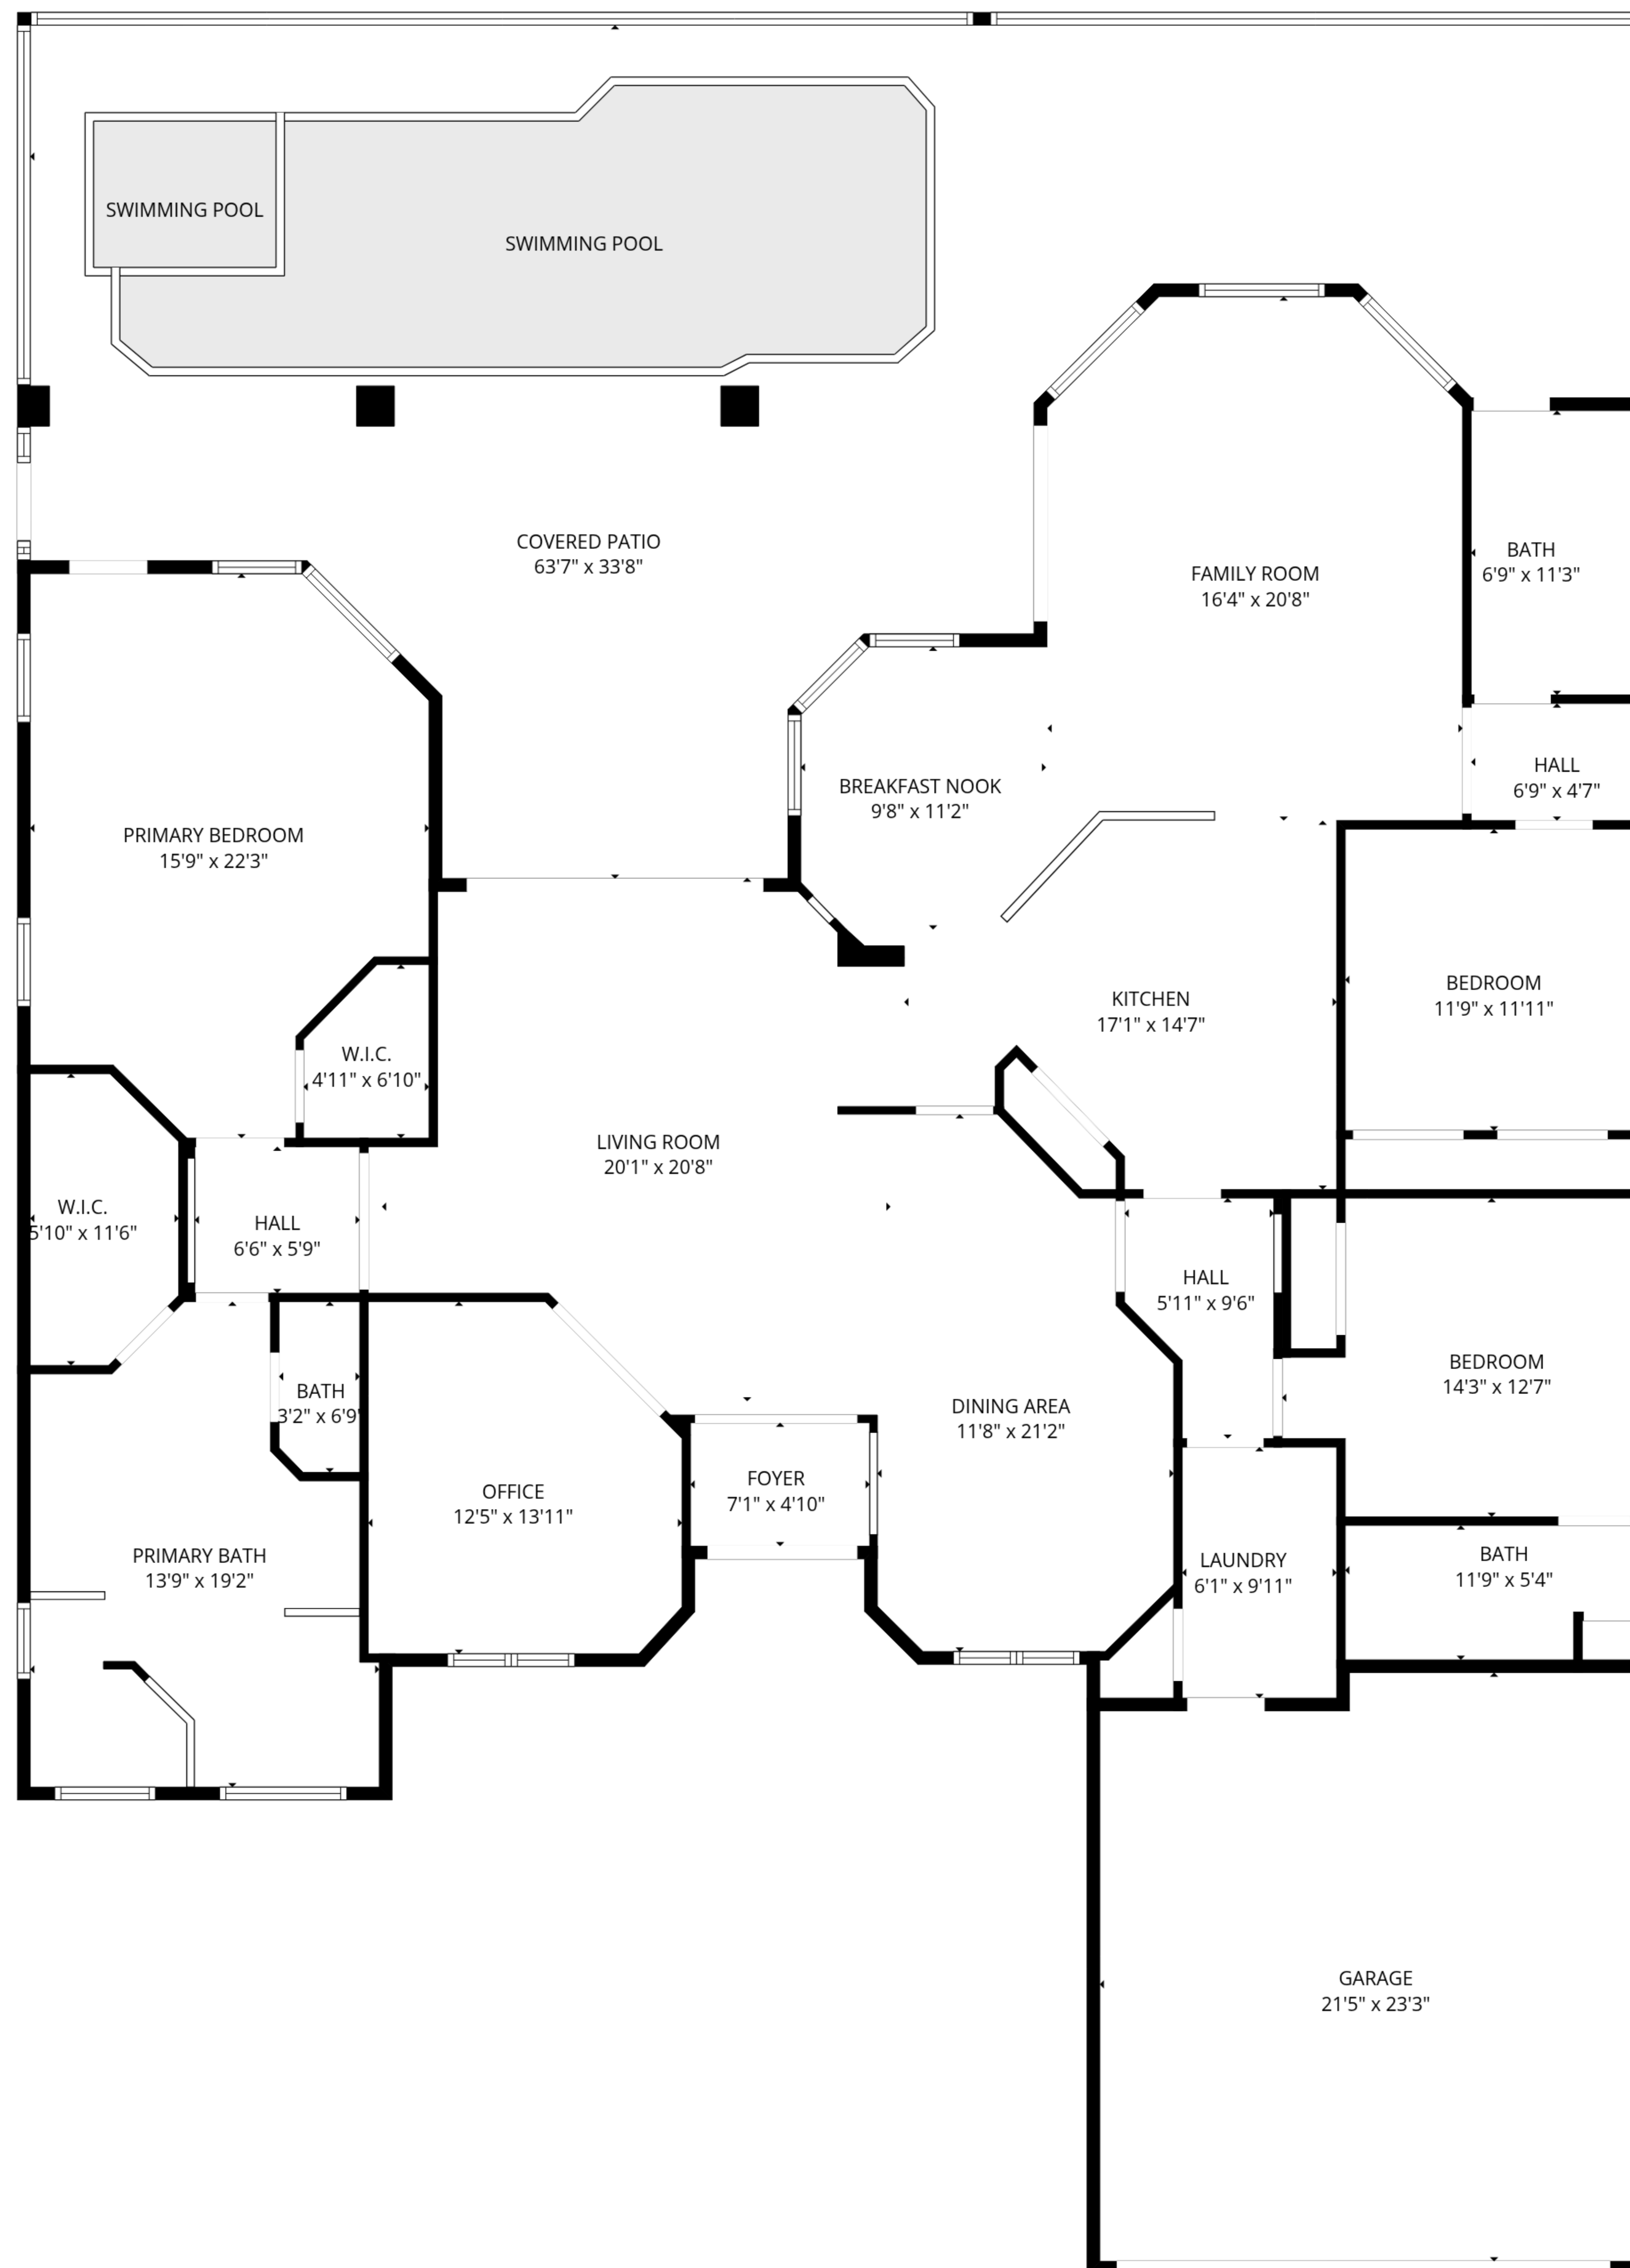 SWIMMING POOL
SWIMMING POOL
COVERED PATIO
63'7" x 33'8"
FAMILY ROOM
16'4" x 20'8"
BATH
6'9" x 11'3"
HALL
6'9" x 4'7"
BREAKFAST NOOK
9'8" x 11'2"
PRIMARY BEDROOM
15'9" x 22'3"
BEDROOM
11'9" x 11'11"
KITCHEN
17'1" x 14'7"
W.I.C.
4'11" x 6'10"
LIVING ROOM
20'1" x 20'8"
W.I.C.
5'10" x 11'6"
HALL
6'6" x 5'9"
HALL
5'11" x 9'6"
BEDROOM
14'3" x 12'7"
BATH
3'2" x 6'9"
DINING AREA
11'8" x 21'2"
FOYER
7'1" x 4'10"
OFFICE
12'5" x 13'11"
PRIMARY BATH
13'9" x 19'2"
LAUNDRY
6'1" x 9'11"
BATH
11'9" x 5'4"
GARAGE
21'5" x 23'3"